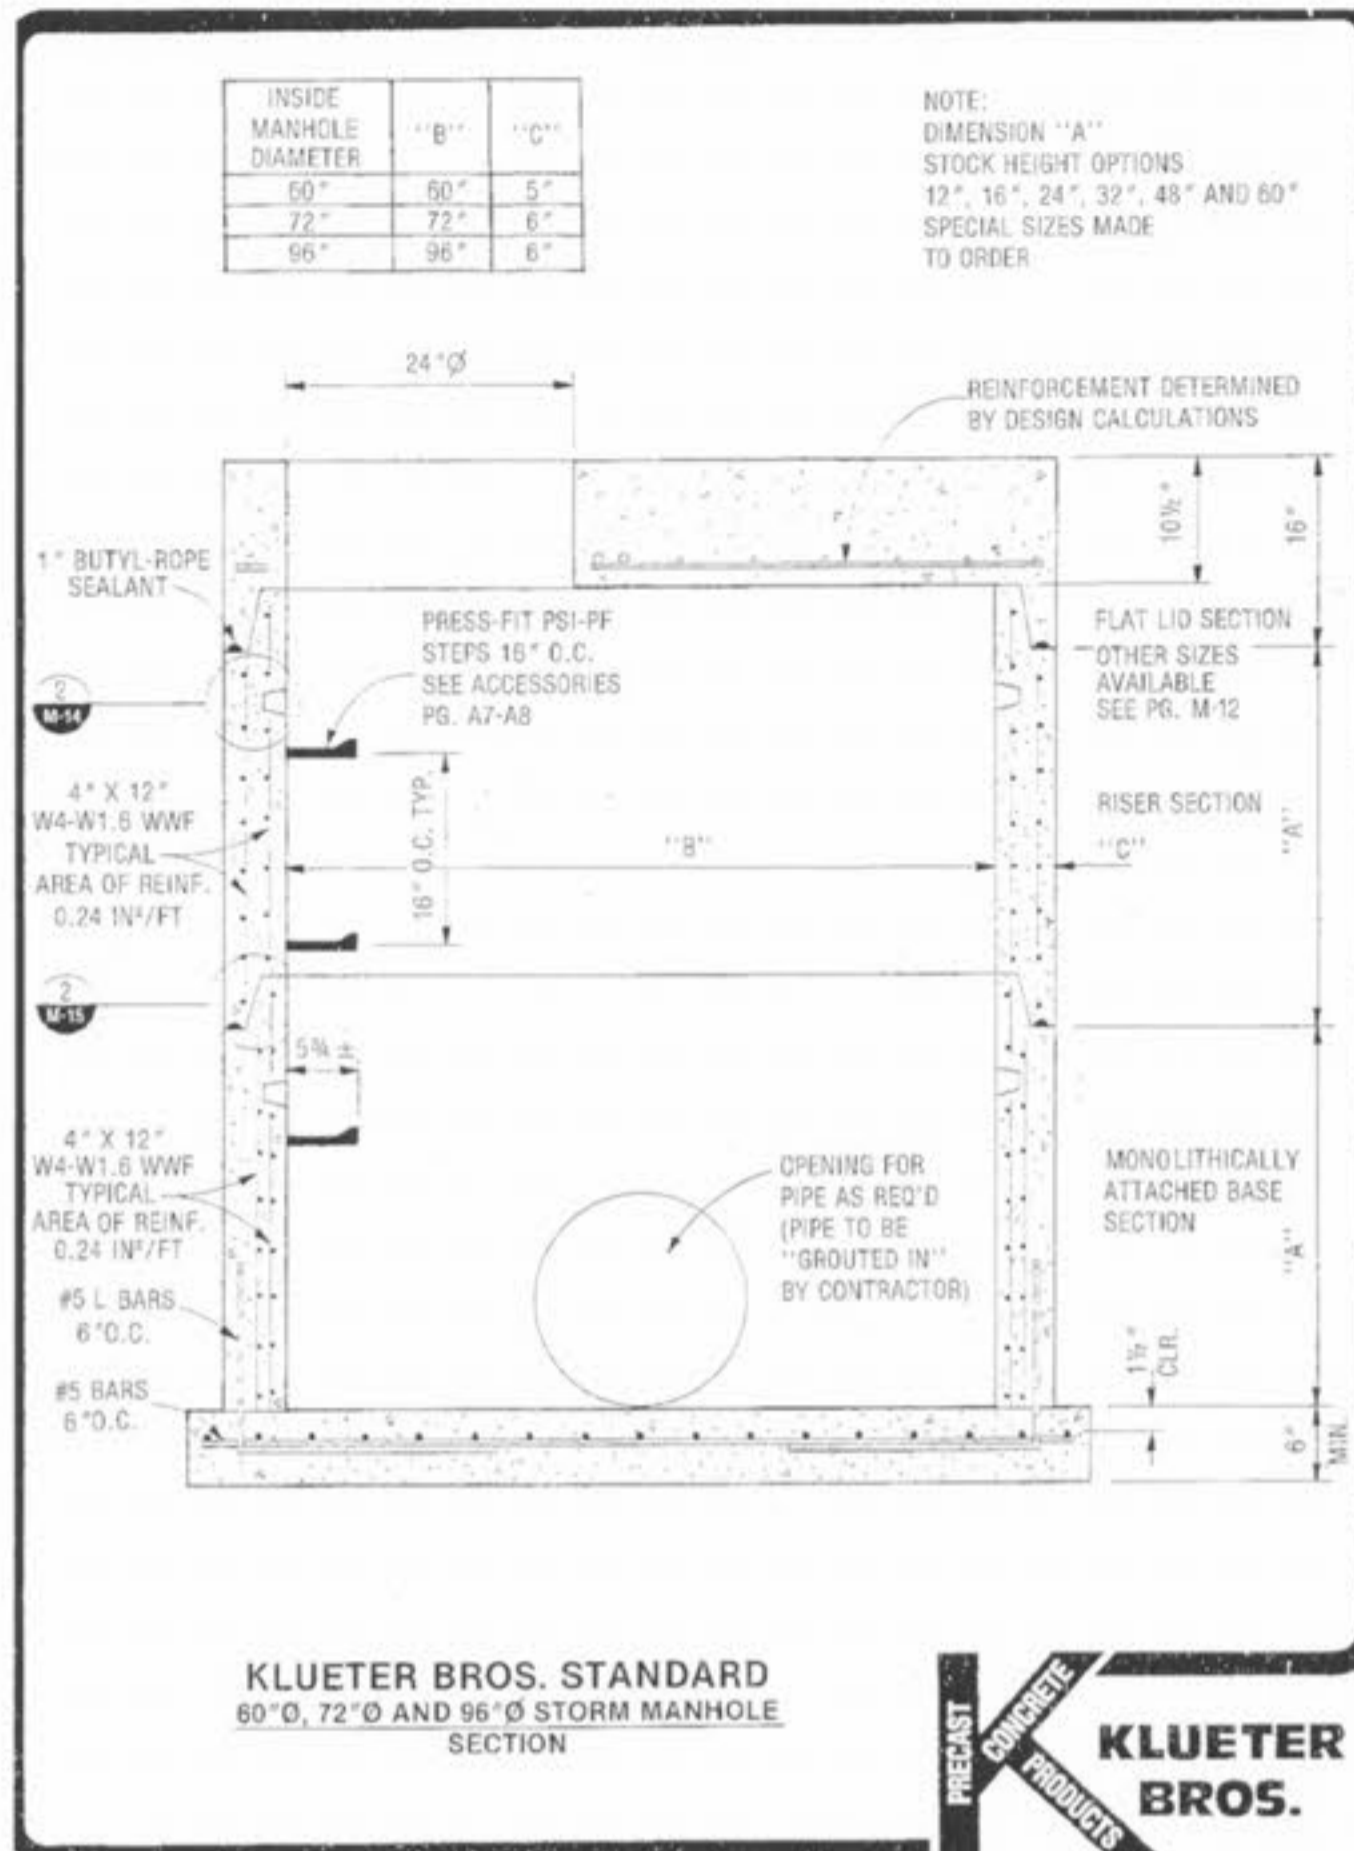 INSIDE
MANHOLE
DIAMETER
"B"
"C"
60" 60" 5"
72" 72" 6"
96" 96" 6"
NOTE:
DIMENSION "A"
STOCK HEIGHT OPTIONS
12", 16", 24", 32", 48" AND 60"
SPECIAL SIZES MADE
TO ORDER
24"Ø
REINFORCEMENT DETERMINED
BY DESIGN CALCULATIONS
10½"
16"
1" BUTYL-ROPE
SEALANT
PRESS-FIT PSI-PF
STEPS 16" O.C.
SEE ACCESSORIES
PG. A7-A8
FLAT LID SECTION
OTHER SIZES
AVAILABLE
SEE PG. M-12
2
M-14
4" X 12"
W4-W1.6 WWF
TYPICAL
AREA OF REINF.
0.24 IN²/FT
16" O.C. TYP.
"B"
RISER SECTION
"C"
"A"
2
M-15
5¾ ±
4" X 12"
W4-W1.6 WWF
TYPICAL
AREA OF REINF.
0.24 IN²/FT
OPENING FOR
PIPE AS REQ'D
(PIPE TO BE
"GROUTED IN"
BY CONTRACTOR)
MONOLITHICALLY
ATTACHED BASE
SECTION
"A"
#5 L BARS
6"O.C.
1½"
CLR.
#5 BARS
6"O.C.
6"
MIN.
KLUETER BROS. STANDARD
60"Ø, 72"Ø AND 96"Ø STORM MANHOLE
SECTION
PRECAST
CONCRETE
PRODUCTS
KLUETER
BROS.